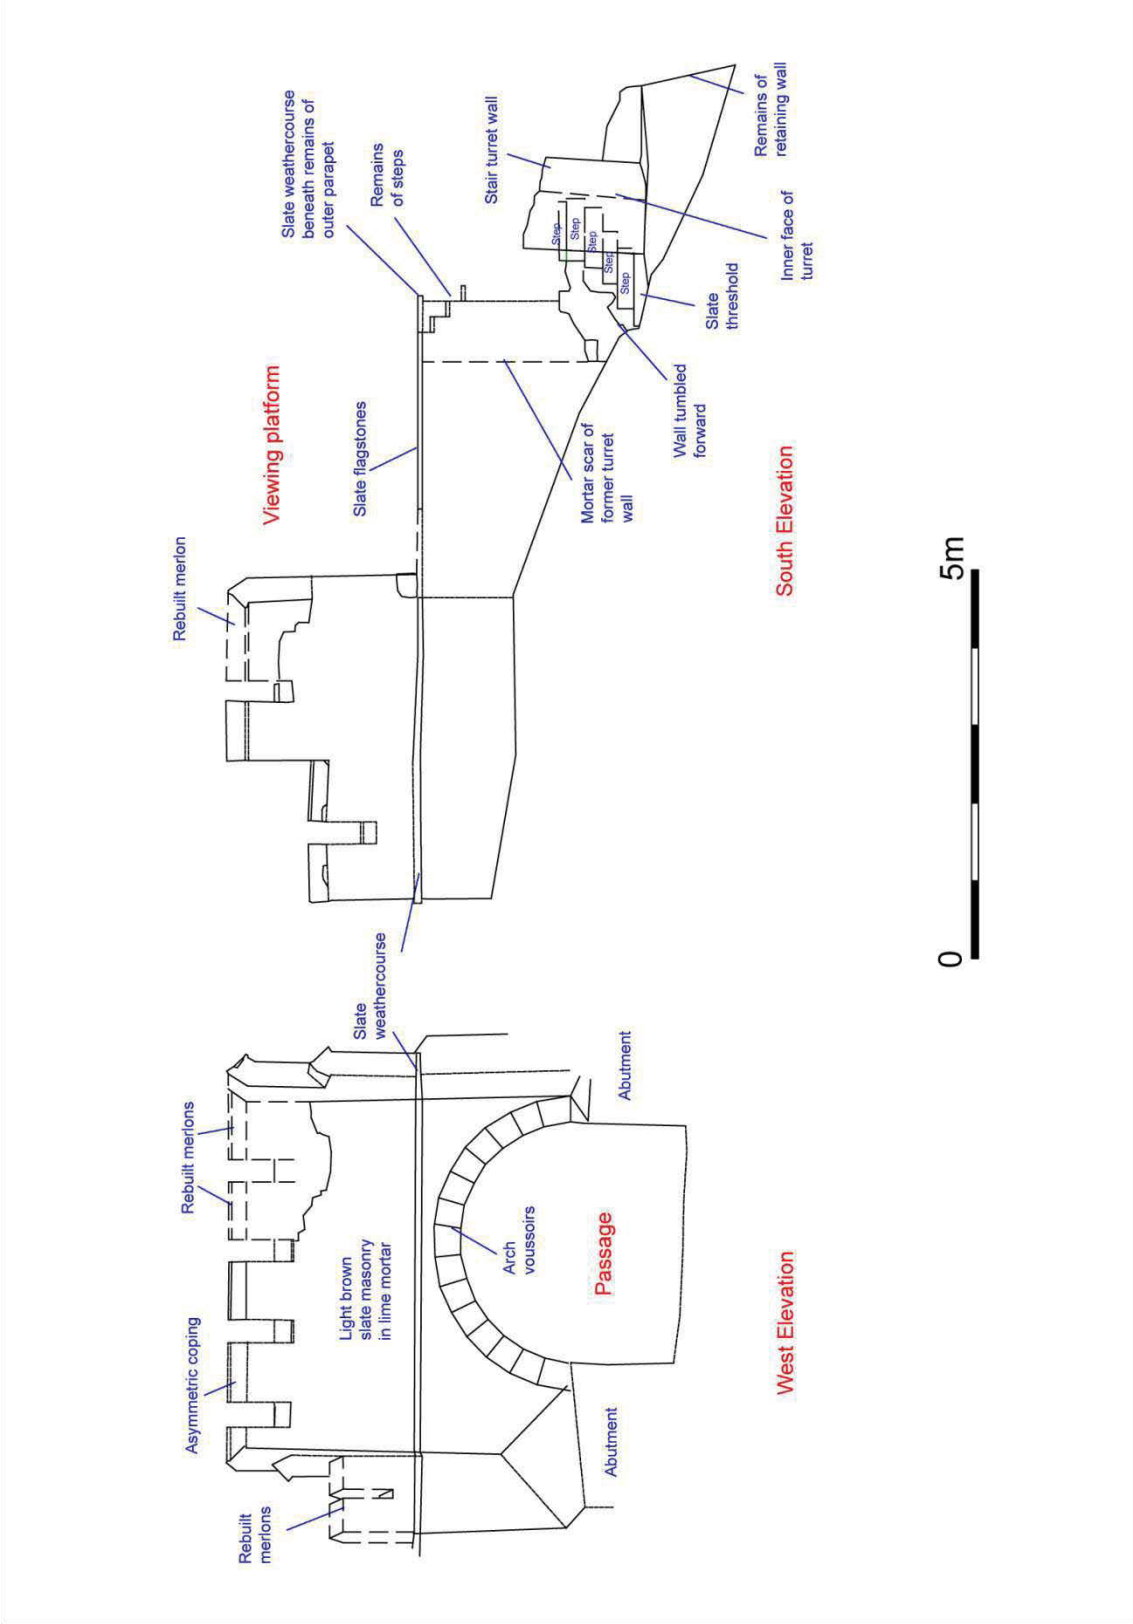 Rebuilt
merlons
Asymmetric coping
Rebuilt merlons
Light brown
slate masonry
in lime mortar
Slate
weathercourse
Arch
voussoirs
Passage
Abutment
Abutment
West Elevation
Rebuilt merlon
Viewing platform
Slate flagstones
Slate weathercourse
beneath remains of
outer parapet
Remains
of steps
Stair turret wall
Step
Step
Step
Step
Step
Mortar scar of
former turret
wall
Wall tumbled
forward
Slate
threshold
Inner face of
turret
Remains of
retaining wall
South Elevation
0
5m